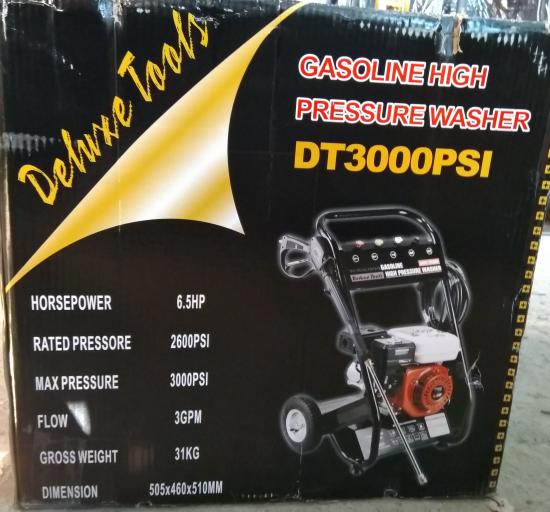 Deluxe Tools
GASOLINE HIGH
PRESSURE WASHER
DT3000PSI
GASOLINE
HIGH PRESSURE WASHER
HORSEPOWER 6.5HP
RATED PRESSORE 2600PSI
MAX PRESSURE 3000PSI
FLOW 3GPM
GROSS WEIGHT 31KG
DIMENSION 505x460x510MM